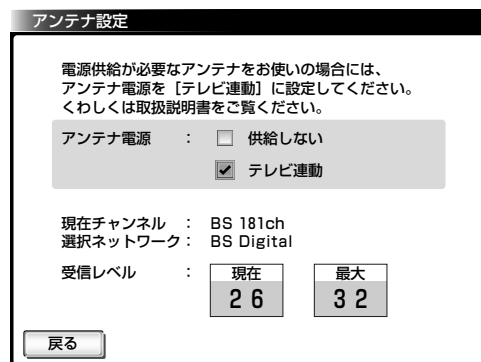 アンテナ設定
電源供給が必要なアンテナをお使いの場合には、
アンテナ電源を［テレビ連動］に設定してください。
くわしくは取扱説明書をご覧ください。
アンテナ電源 : 供給しない
テレビ連動
現在チャンネル : BS 181ch
選択ネットワーク : BS Digital
受信レベル : 現在 最大
26 32
戻る